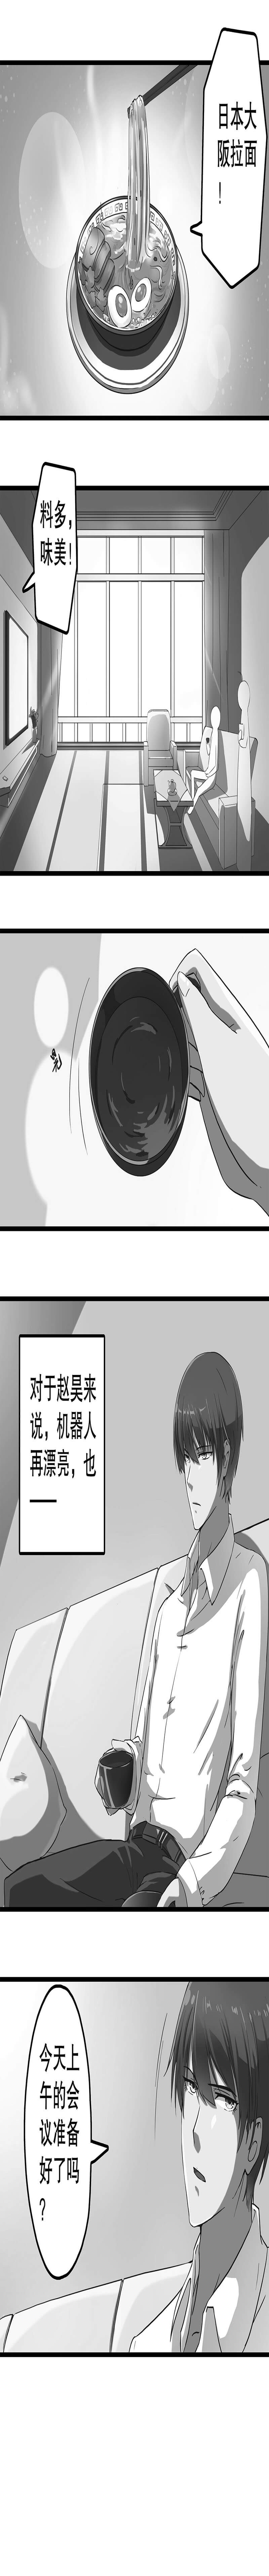 日本大
阪拉面
！
料多，
味美！
晃
对于赵昊来
说，机器人
再漂亮，也
——
今天上
午的会
议准备
好了吗
？